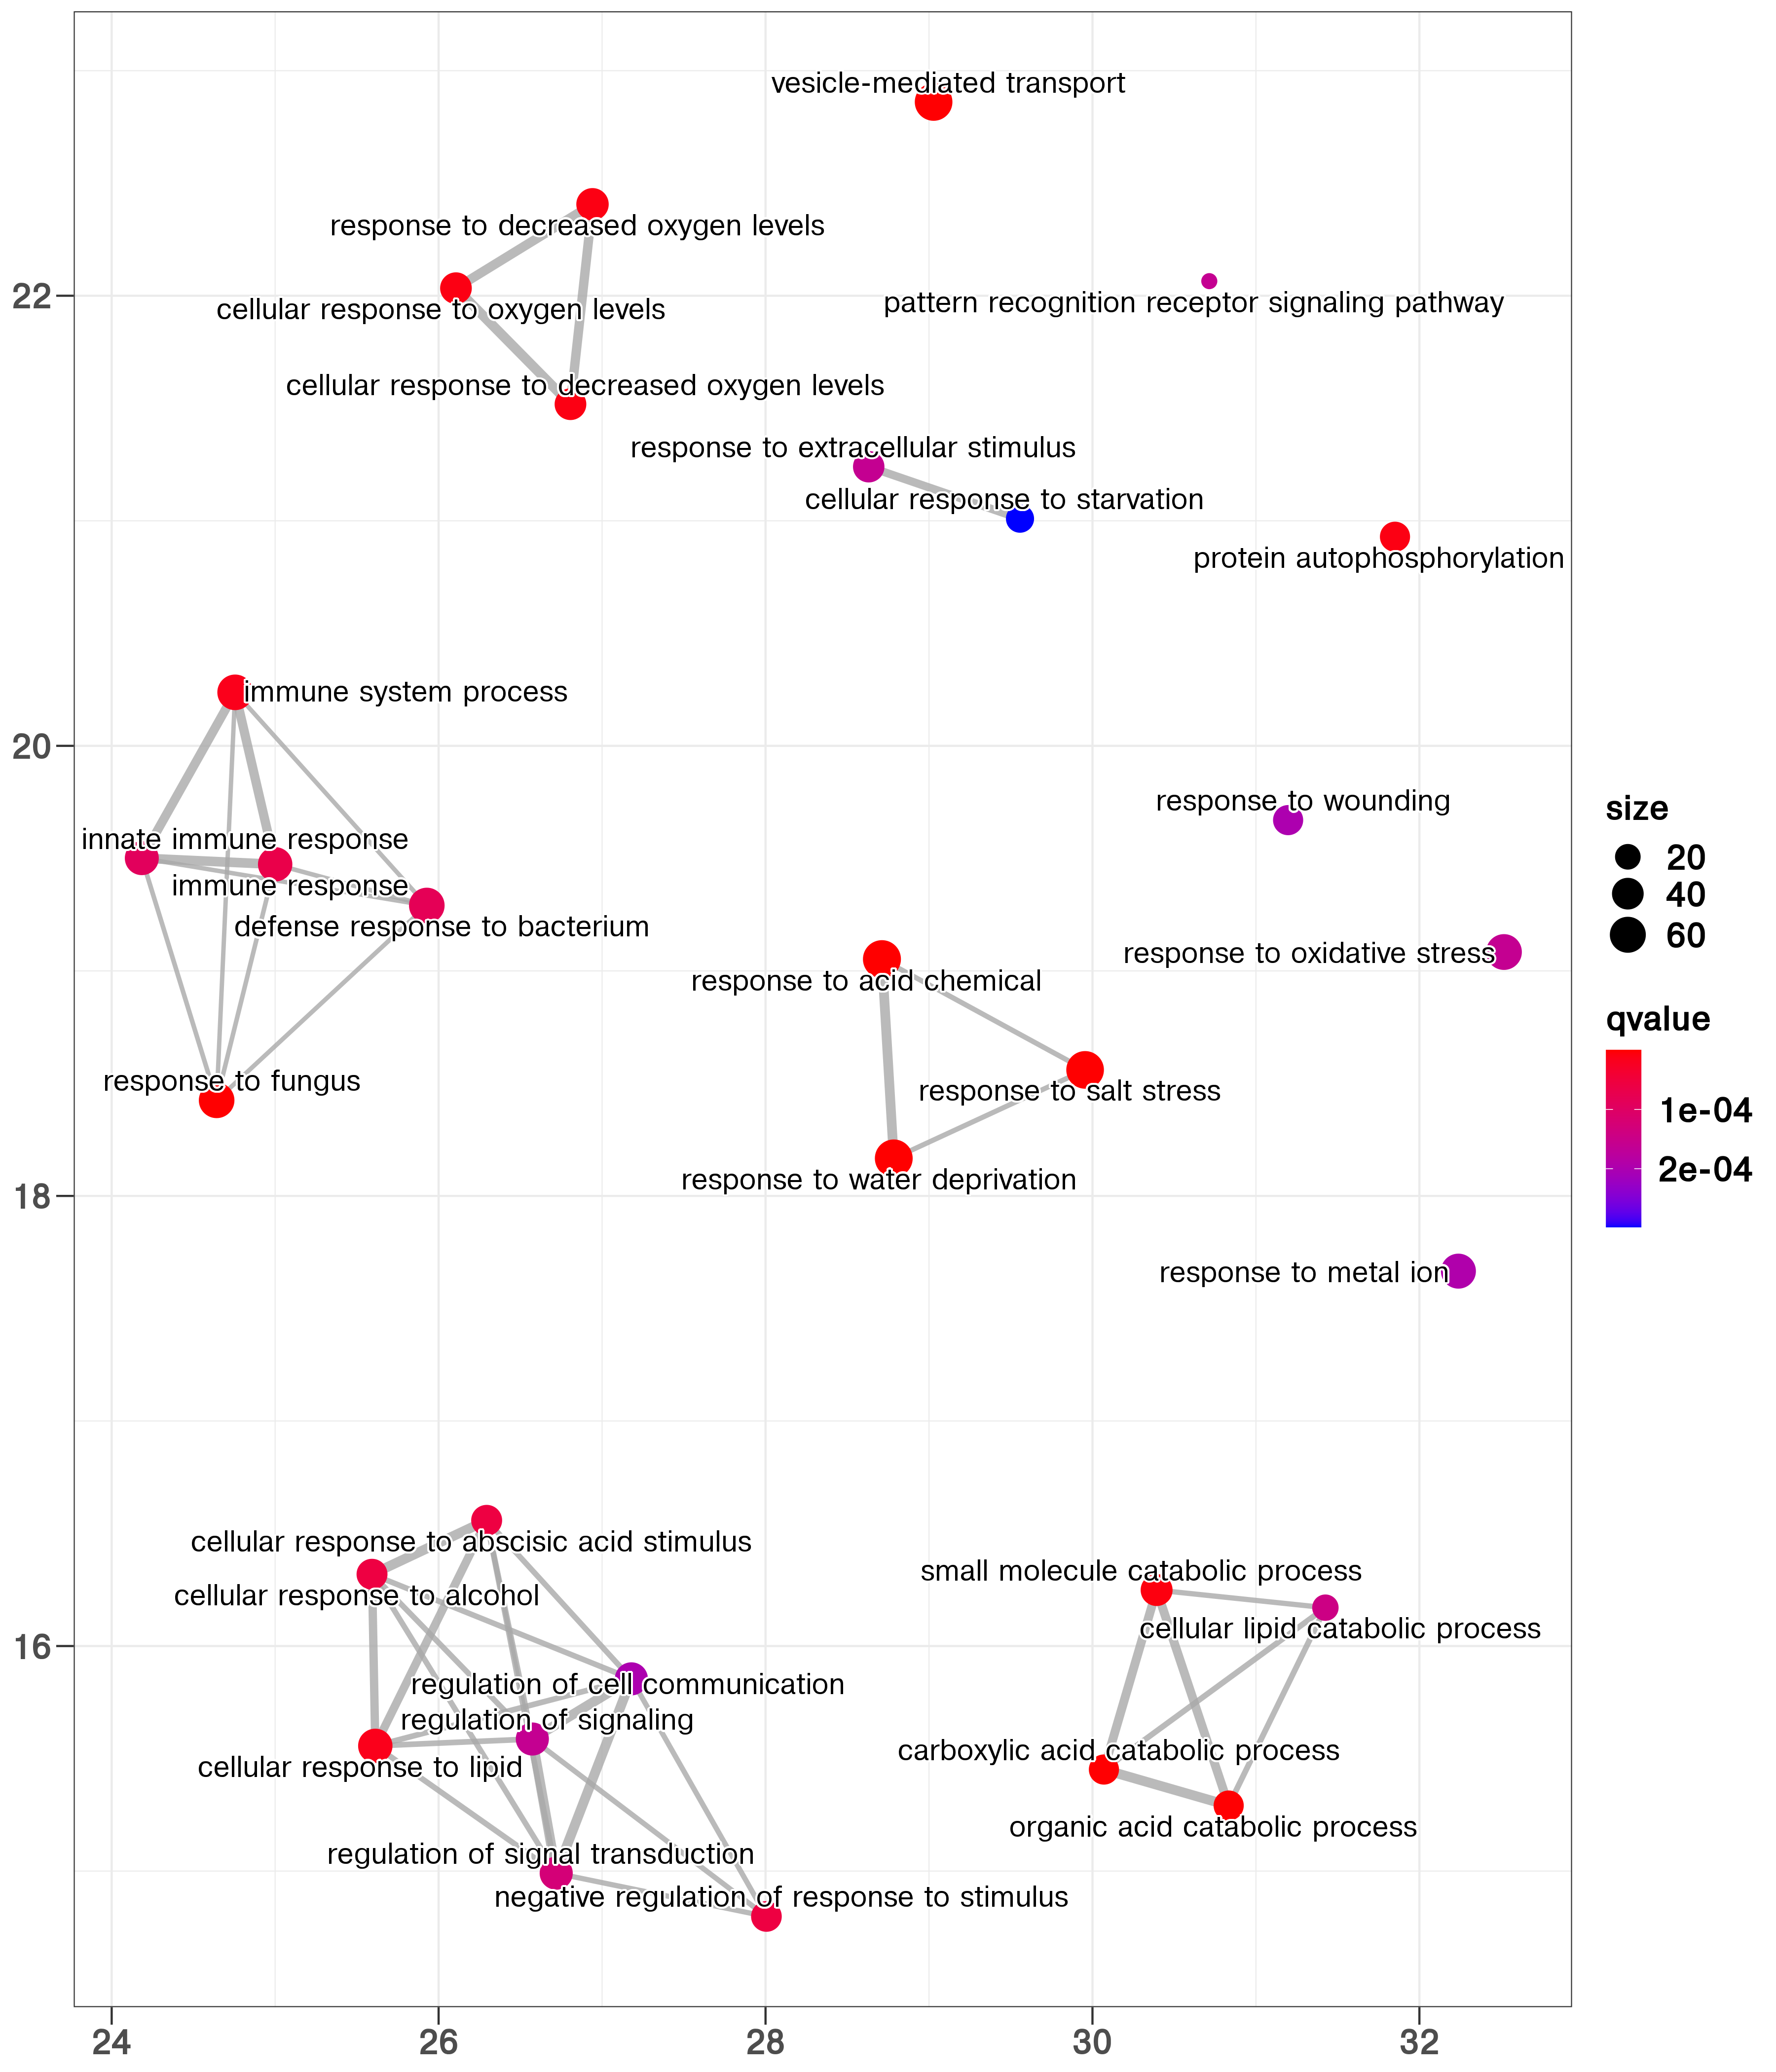 vesicle-mediated transport
response to decreased oxygen levels
22
cellular response to oxygen levels
pattern recognition receptor signaling pathway
cellular response to decreased oxygen levels
response to extracellular stimulus
cellular response to starvation
protein autophosphorylation
immune system process
20
response to wounding
innate immune response
immune response
defense response to bacterium
response to oxidative stress
response to acid chemical
response to fungus
response to salt stress
response to water deprivation
18
response to metal ion
cellular response to abscisic acid stimulus
small molecule catabolic process
cellular response to alcohol
cellular lipid catabolic process
16
regulation of cell communication
regulation of signaling
carboxylic acid catabolic process
cellular response to lipid
organic acid catabolic process
regulation of signal transduction
negative regulation of response to stimulus
24 26 28 30 32
size
20
40
60
qvalue
1e-04
2e-04